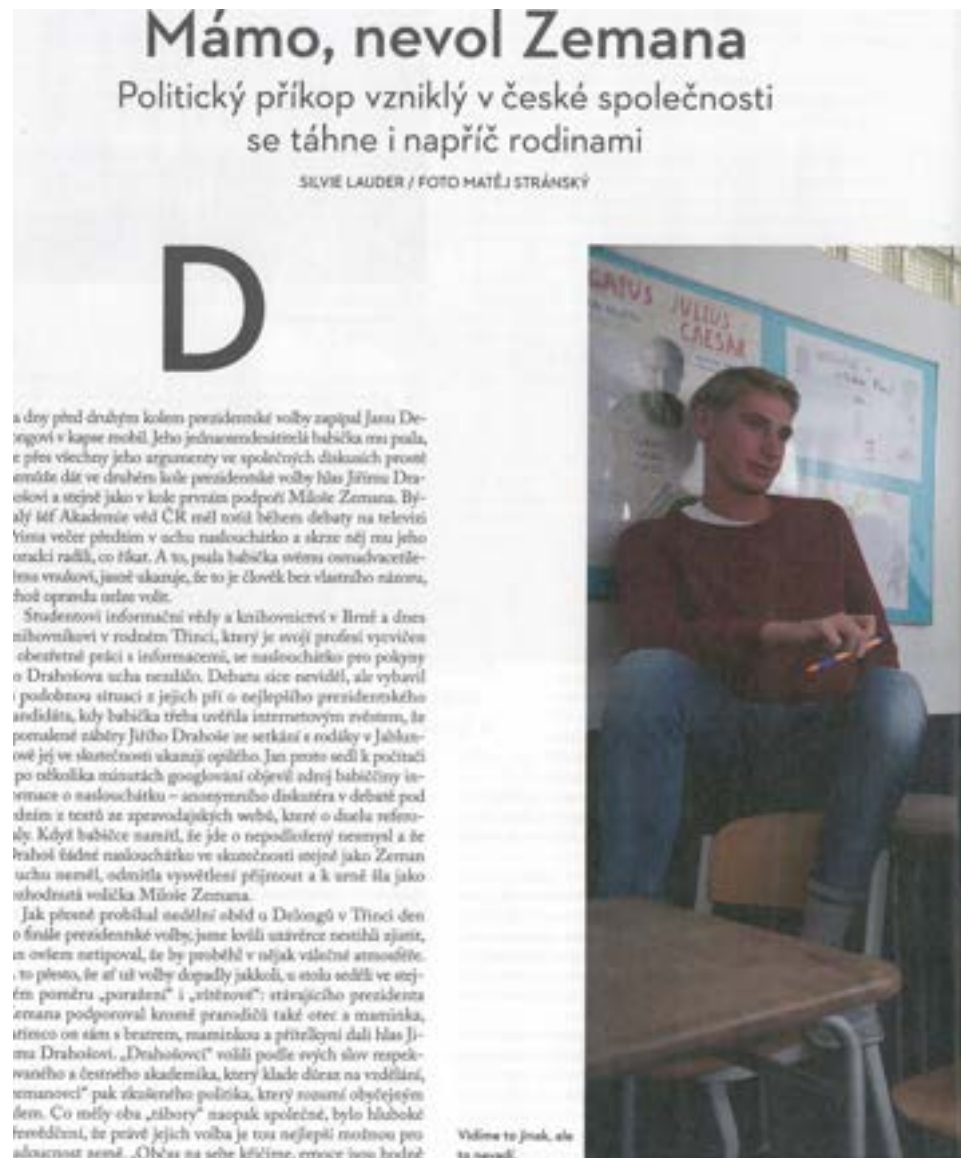 Mámo, nevol Zemana
Politický příkop vzniklý v české společnosti
se táhne i napříč rodinami
SILVIE LAUDER / FOTO MATĚJ STRÁNSKÝ
D
a dny před druhým kolem prezidentské volby zapípal Janu De-
ongovi v kapse mobil. Jeho jednaosmdesátiletá babička mu psala,
e přes všechny jeho argumenty ve společných diskusích prostě
emůže dát ve druhém kole prezidentské volby hlas Jiřímu Dra-
ošovi a stejně jako v kole prvním podpoří Miloše Zemana. Bý-
alý šéf Akademie věd ČR měl totiž během debaty na televizi
Prima večer předtím v uchu naslouchátko a skrze něj mu jeho
oradci radili, co říkat. A to, psala babička svému osmadvacetile-
ému vnukovi, jasně ukazuje, že to je člověk bez vlastního názoru,
hož opravdu nelze volit.
Studentovi informační vědy a knihovnictví v Brně a dnes
nihovníkovi v rodném Třinci, který je svojí profesí vycvičen
obezřetné práci s informacemi, se naslouchátko pro pokyny
o Drahošova ucha nezdálo. Debatu sice neviděl, ale vybavil
podobnou situaci z jejich pří o nejlepšího prezidentského
andidáta, kdy babička třeba uvěřila internetovým zvěstem, že
pomalené záběry Jiřího Drahoše ze setkání s rodáky v Jablun-
ově jej ve skutečnosti ukazují opilého. Jan proto sedl k počítači
po několika minutách googlování objevil zdroj babiččiny in-
ormace o naslouchátku – anonymního diskutéra v debatě pod
edním z textů ze zpravodajských webů, které o duelu refero-
aly. Když babičce namítl, že jde o nepodložený nesmysl a že
Drahoš žádné naslouchátko ve skutečnosti stejně jako Zeman
uchu neměl, odmítla vysvětlení přijmout a k urně šla jako
ozhodnutá volička Miloše Zemana.
Jak přesně probíhal nedělní oběd u Delongů v Třinci den
o finále prezidentské volby, jsme kvůli uzávěrce nestihli zjistit,
an ovšem netipoval, že by proběhl v nějak válečné atmosféře.
to přesto, že ať už volby dopadly jakkoli, u stolu seděli ve stej-
ém poměru „poražení“ i „vítězové“: stávajícího prezidenta
emana podporoval kromě prarodičů také otec a maminka,
atímco on sám s bratrem, maminkou a přítelkyní dali hlas Ji-
mu Drahošovi. „Drahošovci“ volili podle svých slov respek-
ovaného a čestného akademika, který klade důraz na vzdělání,
emanovci“ pak zkušeného politika, který rozumí obyčejným
dem. Co měly oba „tábory“ naopak společné, bylo hluboké
řesvědčení, že právě jejich volba je tou nejlepší možnou pro
adoucnost země. „Občas na sebe křičíme, emoce jsou hodně
GAIUS JULIUS
CAESAR
Vidíme to jinak, ale
to nevadí.